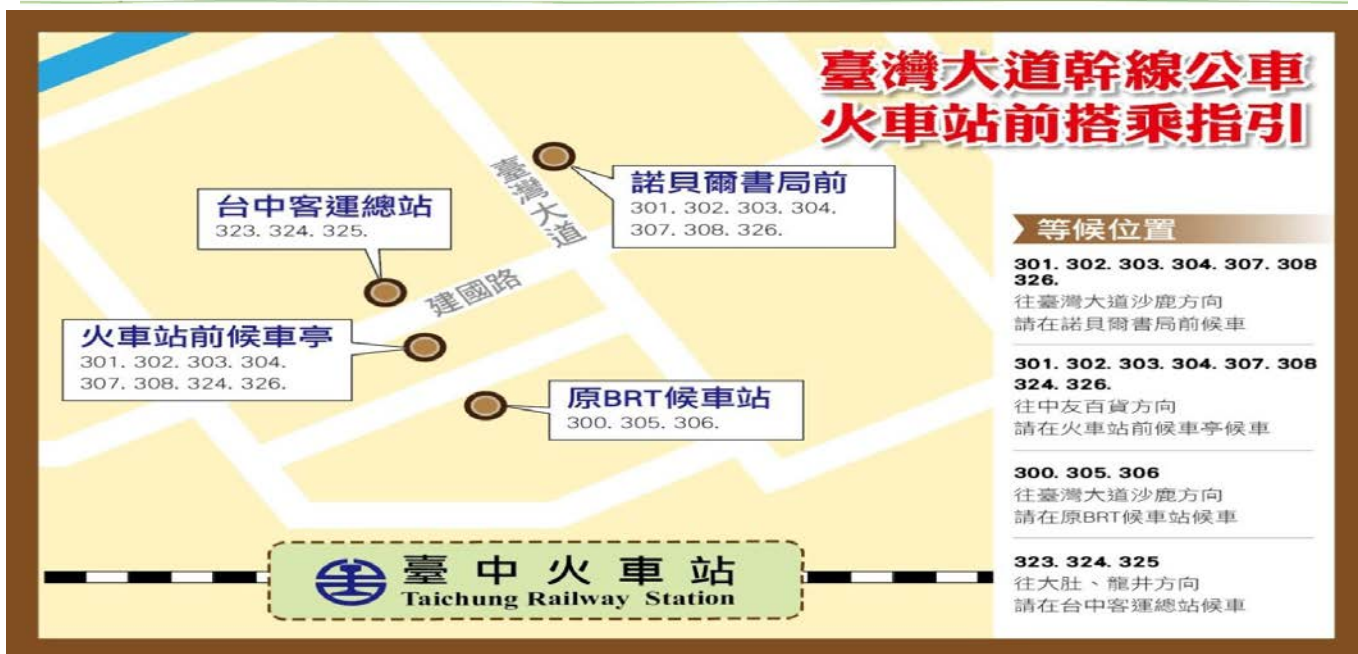 臺灣大道幹線公車
火車站前搭乘指引
臺灣大道
諾貝爾書局前
301. 302. 303. 304.
307. 308. 326.
台中客運總站
323. 324. 325.
建國路
火車站前候車亭
301. 302. 303. 304.
307. 308. 324. 326.
原BRT候車站
300. 305. 306.
臺中火車站
Taichung Railway Station
等候位置
301. 302. 303. 304. 307. 308
326.
往臺灣大道沙鹿方向
請在諾貝爾書局前候車
301. 302. 303. 304. 307. 308
324. 326.
往中友百貨方向
請在火車站前候車亭候車
300. 305. 306
往臺灣大道沙鹿方向
請在原BRT候車站候車
323. 324. 325
往大肚、龍井方向
請在台中客運總站候車